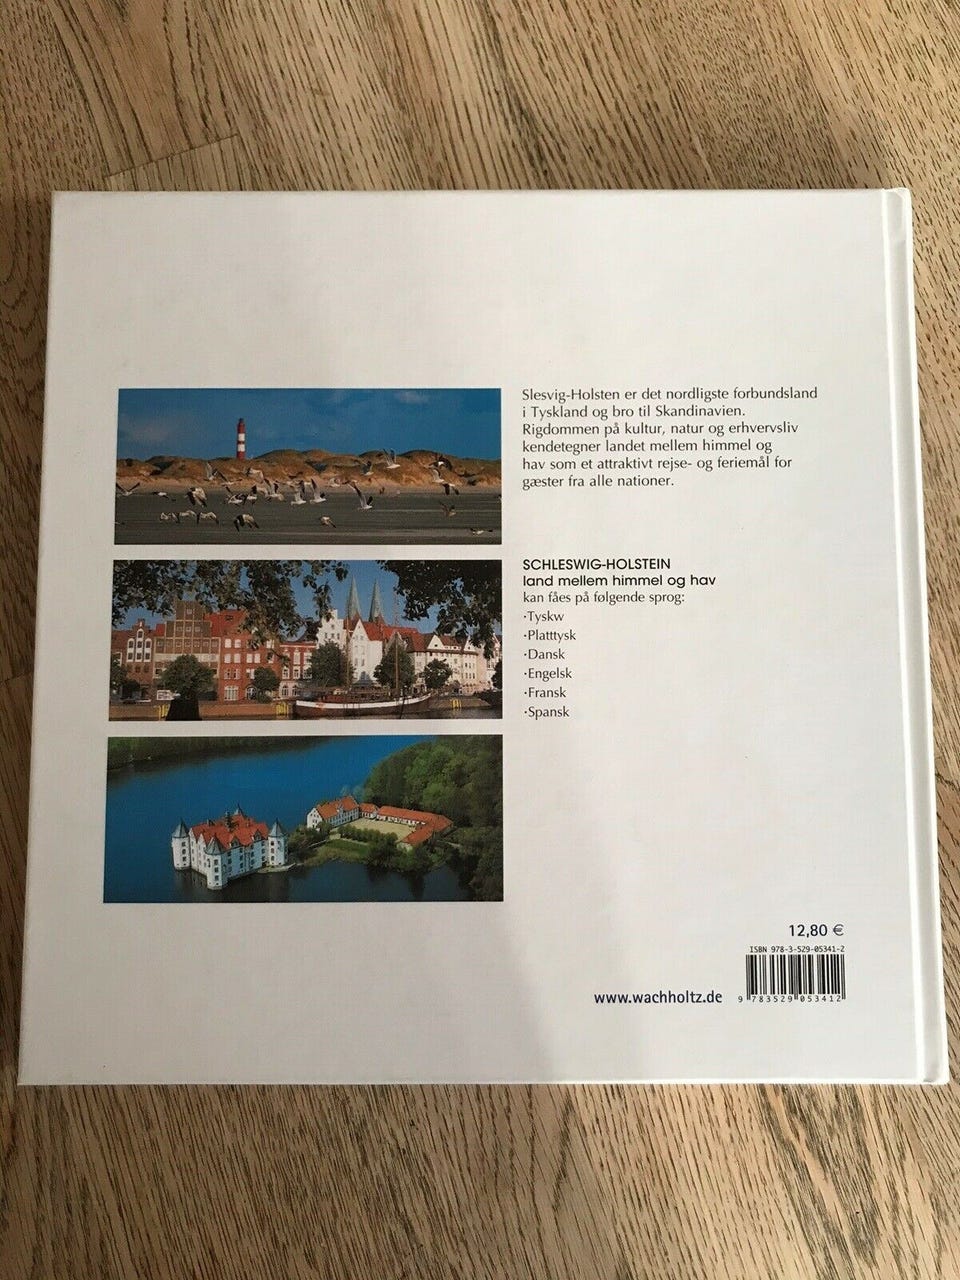 Slesvig-Holsten er det nordligste forbundsland
i Tyskland og bro til Skandinavien.
Rigdommen på kultur, natur og erhvervsliv
kendetegner landet mellem himmel og
hav som et attraktivt rejse- og feriemål for
gæster fra alle nationer.
SCHLESWIG-HOLSTEIN
land mellem himmel og hav
kan fåes på følgende sprog:
·Tyskw
·Platttysk
·Dansk
·Engelsk
·Fransk
·Spansk
12,80 €
ISBN 978-3-529-05341-2
www.wachholtz.de
9 783529 053412